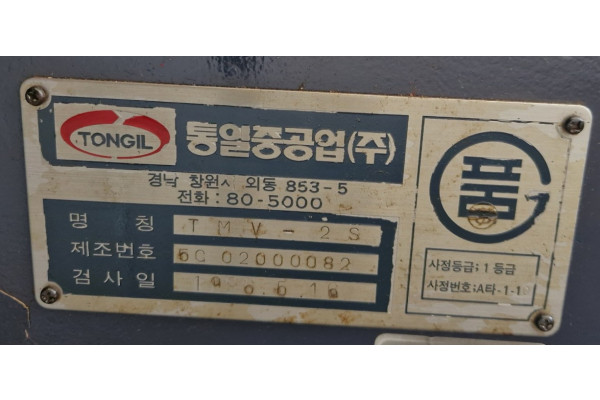 TONGIL
통일중공업(주)
경남 창원시 외동 853-5
전화 : 80-5000
명 칭 TMV-2S
제조번호 02000082
검 사 일
품
사정등급 : 1 등급
사정번호 : A타-1-1